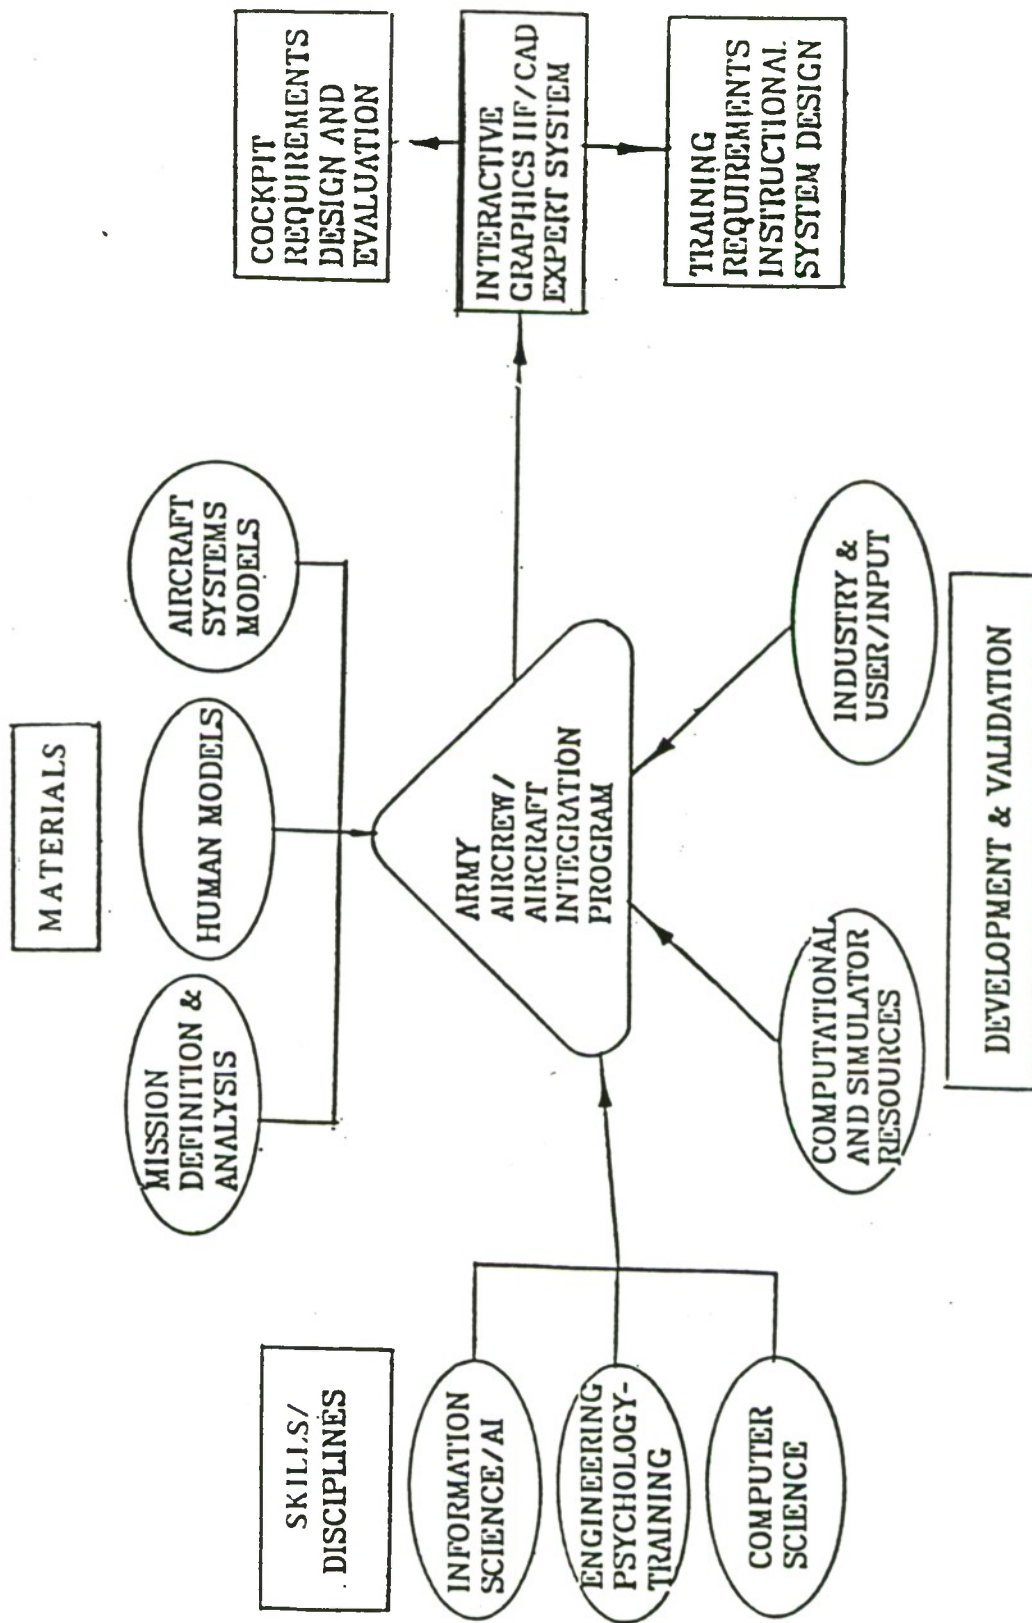 MATERIALS
MISSION
DEFINITION &
ANALYSIS
HUMAN MODELS
AIRCRAFT
SYSTEMS
MODELS
SKILLS/
DISCIPLINES
INFORMATION
SCIENCE/AI
ENGINEERING
PSYCHOLOGY-
TRAINING
COMPUTER
SCIENCE
ARMY
AIRCREW/
AIRCRAFT
INTEGRATION
PROGRAM
COCKPIT
REQUIREMENTS
DESIGN AND
EVALUATION
INTERACTIVE
GRAPHICS HF/CAD
EXPERT SYSTEM
TRAINING
REQUIREMENTS
INSTRUCTIONAL
SYSTEM DESIGN
COMPUTATIONAL
AND SIMULATOR
RESOURCES
INDUSTRY &
USER/INPUT
DEVELOPMENT & VALIDATION